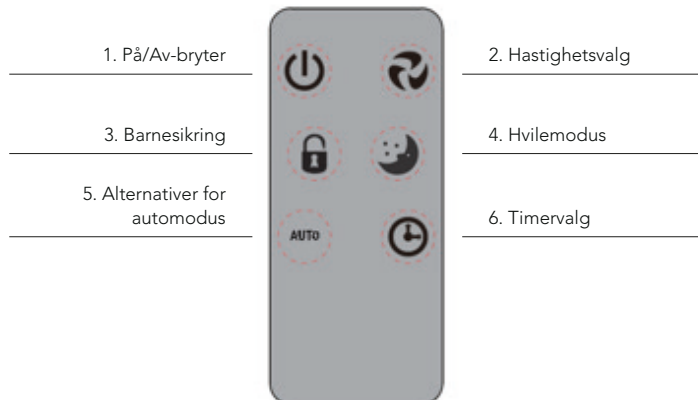 1. På/Av-bryter
2. Hastighetsvalg
3. Barnesikring
4. Hvilemodus
5. Alternativer for
automodus
AUTO
6. Timervalg